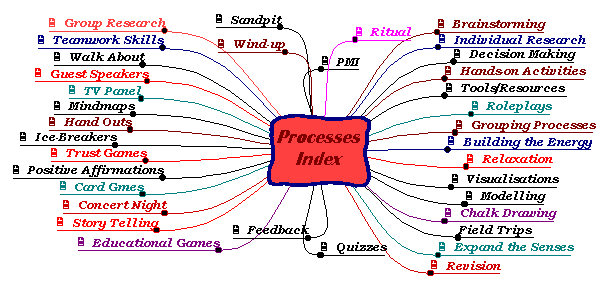 Group Research
Teamwork Skills
Walk About
Guest Speakers
TV Panel
Mindmaps
Hand Outs
Ice-Breakers
Trust Games
Positive Affirmations
Card Gmes
Concert Night
Story Telling
Educational Games
Sandpit
Wind-up
PMI
Ritual
Processes
Index
Feedback
Quizzes
Brainstorming
Individual Research
Decision Making
Handson Activities
Tools/Resources
Roleplays
Grouping Processes
Building the Energy
Relaxation
Visualisations
Modelling
Chalk Drawing
Field Trips
Expand the Senses
Revision